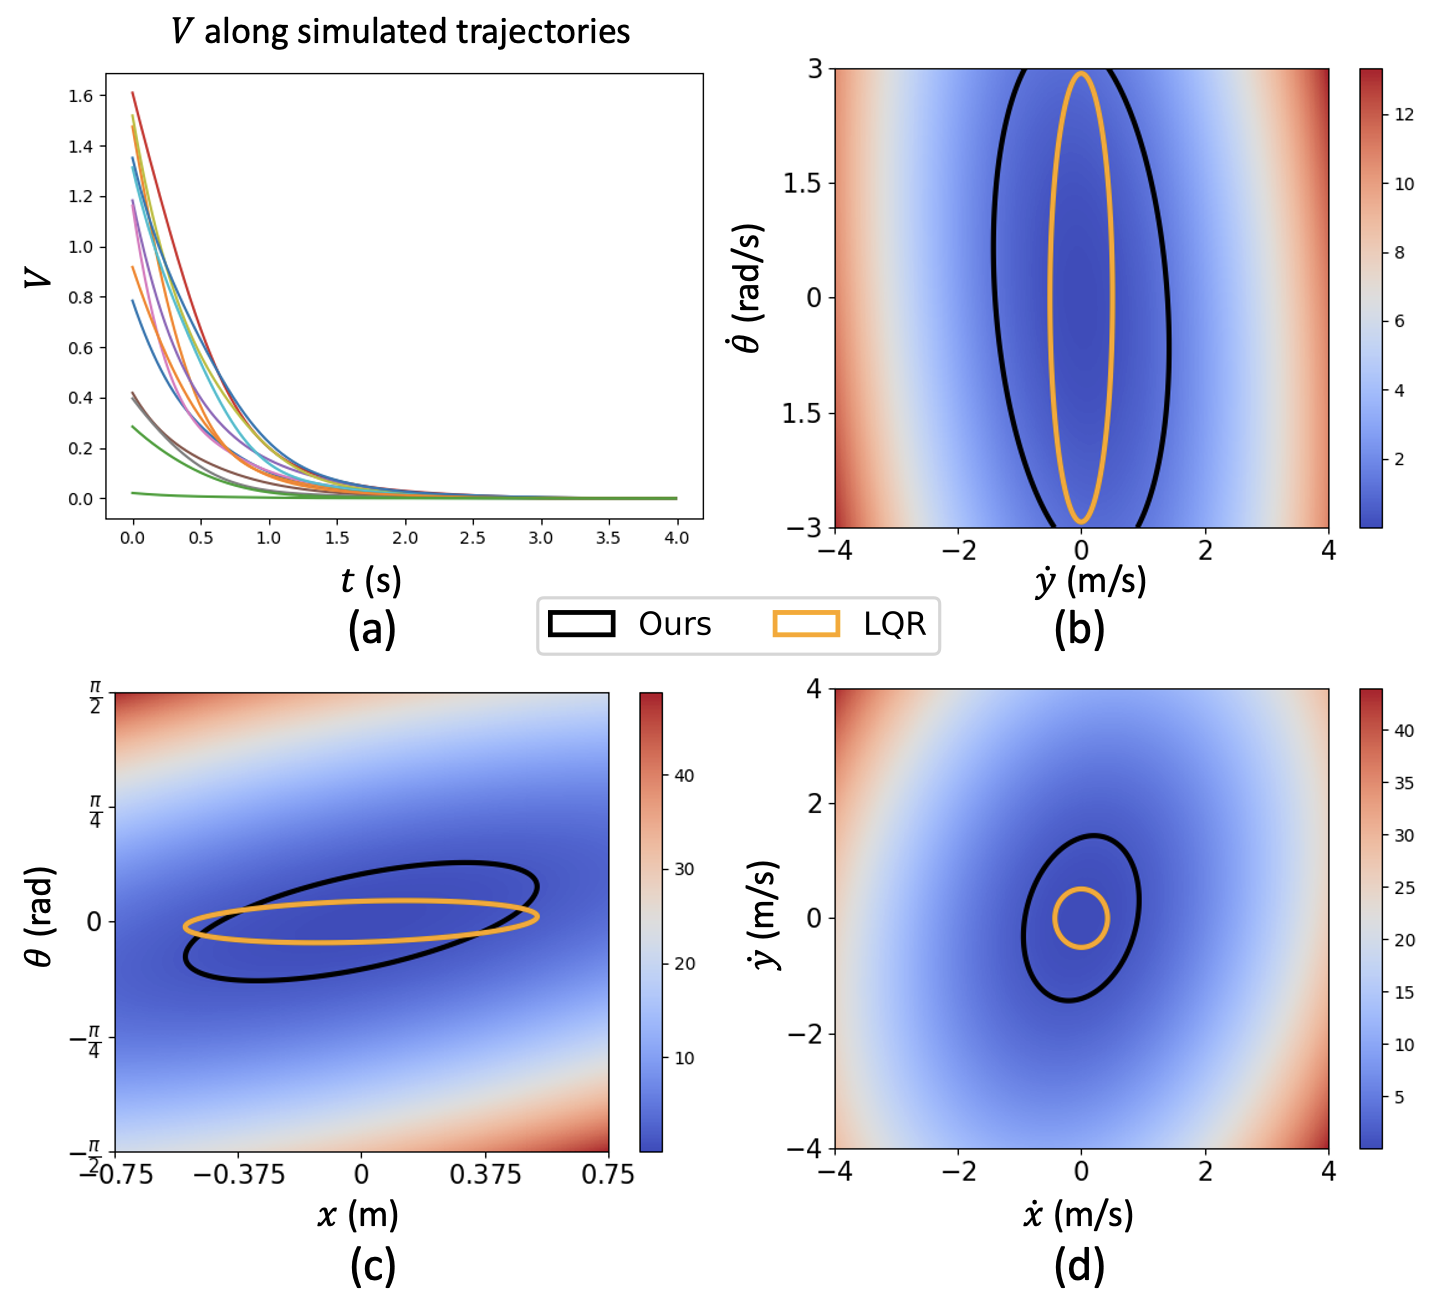 V along simulated trajectories
1.6
1.4
1.2
1.0
0.8
0.6
0.4
0.2
0.0
V
0.0 0.5 1.0 1.5 2.0 2.5 3.0 3.5 4.0
t (s)
(a)
3
1.5
0
1.5
−3
θ̇ (rad/s)
−4 −2 0 2 4
ẏ (m/s)
(b)
12
10
8
6
4
2
Ours LQR
π/2
π/4
0
−π/4
−π/2
θ (rad)
−0.75 −0.375 0 0.375 0.75
x (m)
(c)
40
30
20
10
4
2
0
−2
−4
ẏ (m/s)
−4 −2 0 2 4
ẋ (m/s)
(d)
40
35
30
25
20
15
10
5